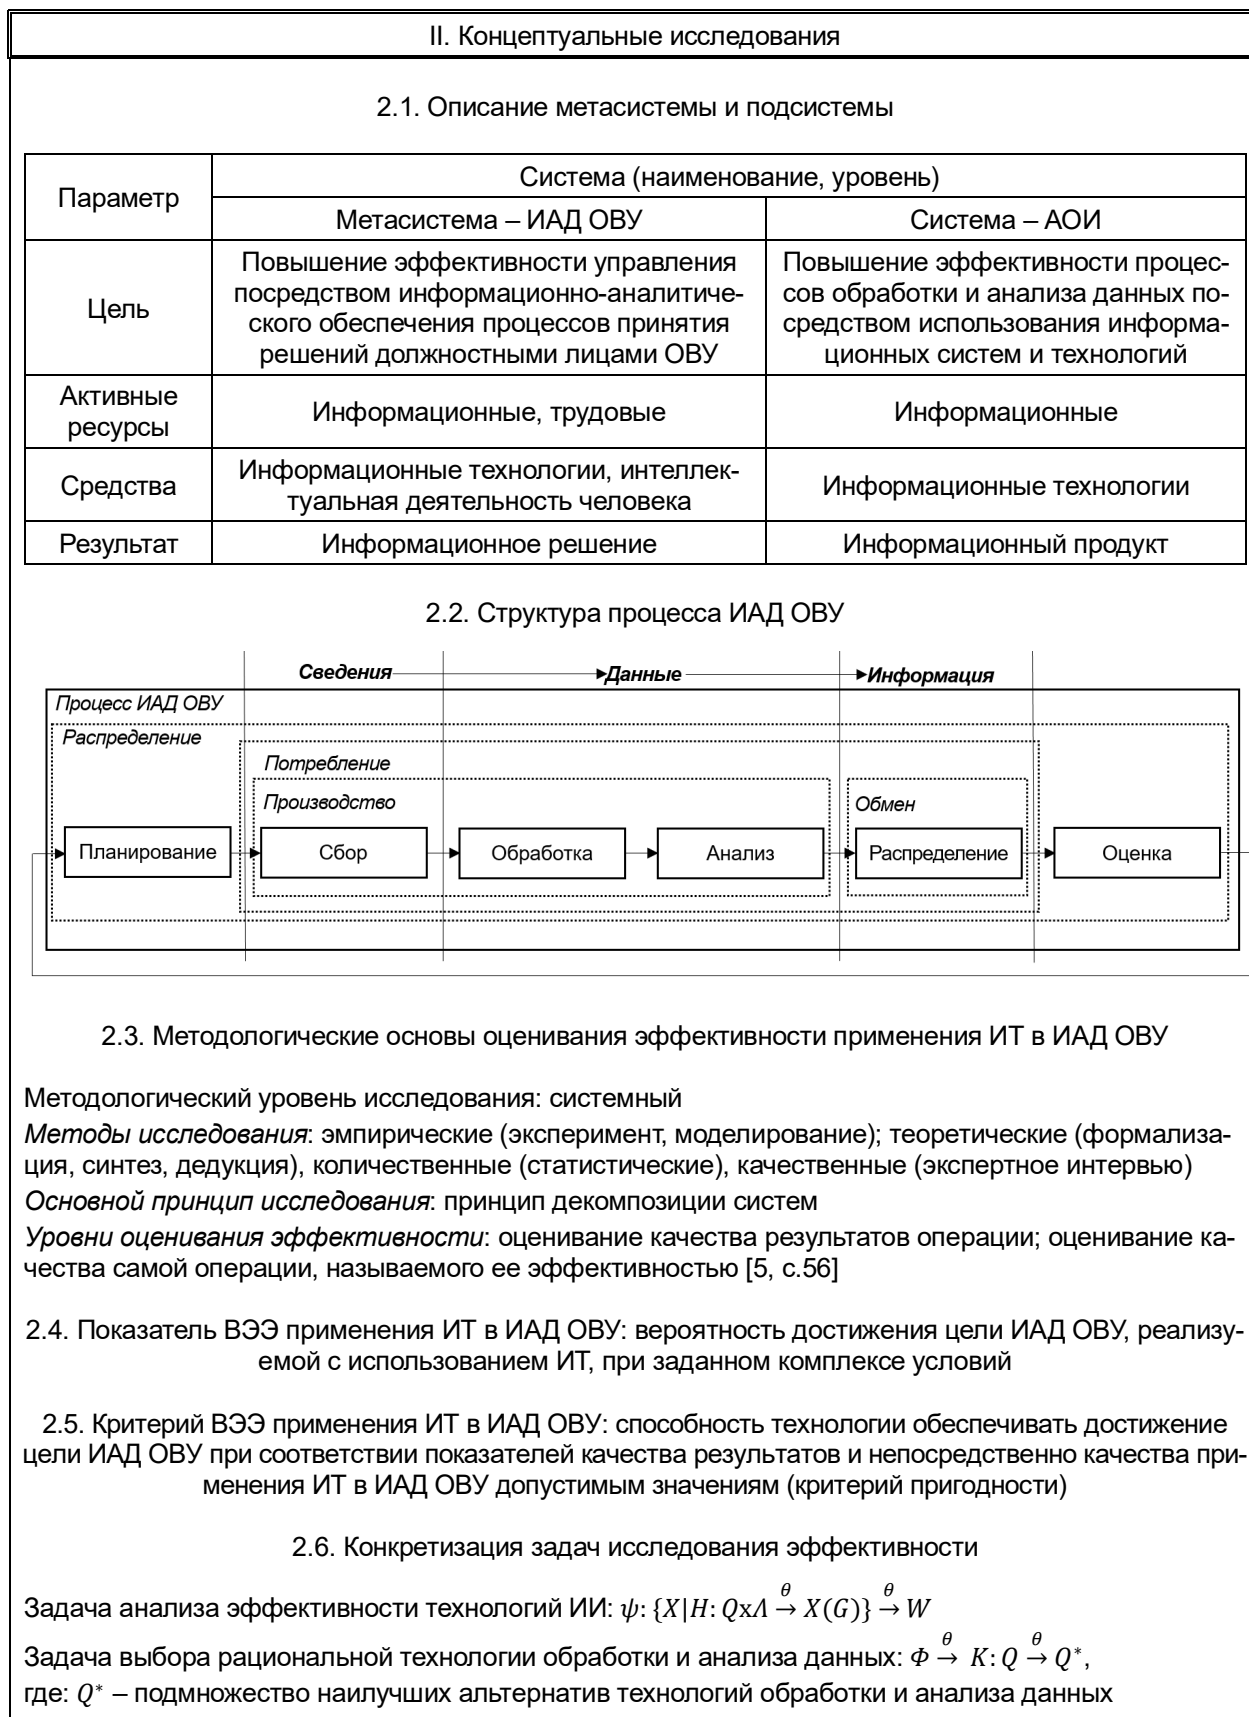 II. Концептуальные исследования
2.1. Описание метасистемы и подсистемы
Параметр
Система (наименование, уровень)
Метасистема – ИАД ОВУ
Система – АОИ
Цель
Повышение эффективности управления
посредством информационно-аналитиче-
ского обеспечения процессов принятия
решений должностными лицами ОВУ
Повышение эффективности процес-
сов обработки и анализа данных по-
средством использования информа-
ционных систем и технологий
Активные
ресурсы
Информационные, трудовые
Информационные
Средства
Информационные технологии, интеллек-
туальная деятельность человека
Информационные технологии
Результат
Информационное решение
Информационный продукт
2.2. Структура процесса ИАД ОВУ
Сведения
Данные
Информация
Процесс ИАД ОВУ
Распределение
Потребление
Производство
Обмен
Планирование
Сбор
Обработка
Анализ
Распределение
Оценка
2.3. Методологические основы оценивания эффективности применения ИТ в ИАД ОВУ
Методологический уровень исследования: системный
Методы исследования: эмпирические (эксперимент, моделирование); теоретические (формализа-
ция, синтез, дедукция), количественные (статистические), качественные (экспертное интервью)
Основной принцип исследования: принцип декомпозиции систем
Уровни оценивания эффективности: оценивание качества результатов операции; оценивание ка-
чества самой операции, называемого ее эффективностью [5, с.56]
2.4. Показатель ВЭЭ применения ИТ в ИАД ОВУ: вероятность достижения цели ИАД ОВУ, реализу-
емой с использованием ИТ, при заданном комплексе условий
2.5. Критерий ВЭЭ применения ИТ в ИАД ОВУ: способность технологии обеспечивать достижение
цели ИАД ОВУ при соответствии показателей качества результатов и непосредственно качества при-
менения ИТ в ИАД ОВУ допустимым значениям (критерий пригодности)
2.6. Конкретизация задач исследования эффективности
Задача анализа эффективности технологий ИИ: ψ: {X|H: QxΛ →^θ X(G)} →^θ W
Задача выбора рациональной технологии обработки и анализа данных: Φ →^θ K: Q →^θ Q*,
где: Q* – подмножество наилучших альтернатив технологий обработки и анализа данных